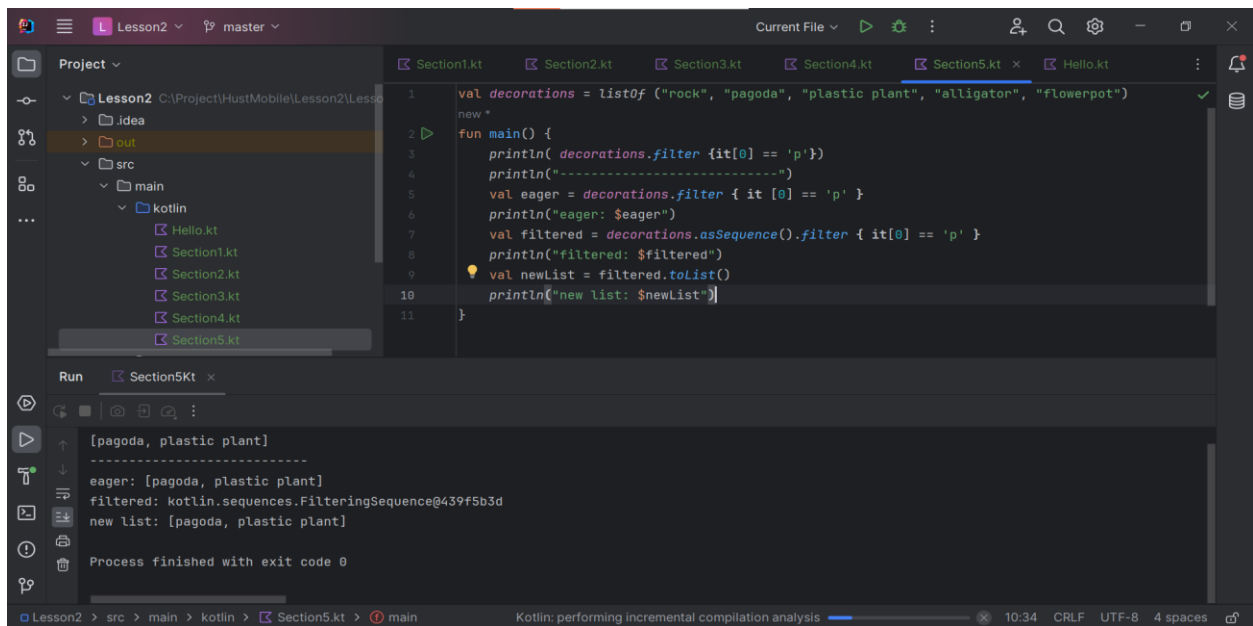 L Lesson2 master Current File
Project
Section1.kt Section2.kt Section3.kt Section4.kt Section5.kt × Hello.kt
Lesson2 C:\Project\HustMobile\Lesson2\Lesso
.idea
out
src
main
kotlin
Hello.kt
Section1.kt
Section2.kt
Section3.kt
Section4.kt
Section5.kt
1 val decorations = listOf ("rock", "pagoda", "plastic plant", "alligator", "flowerpot")
new *
2 fun main() {
3 println( decorations.filter {it[0] == 'p'})
4 println("----------------------------")
5 val eager = decorations.filter { it [0] == 'p' }
6 println("eager: $eager")
7 val filtered = decorations.asSequence().filter { it[0] == 'p' }
8 println("filtered: $filtered")
9 val newList = filtered.toList()
10 println("new list: $newList")
11 }
Run Section5Kt ×
[pagoda, plastic plant]
----------------------------
eager: [pagoda, plastic plant]
filtered: kotlin.sequences.FilteringSequence@439f5b3d
new list: [pagoda, plastic plant]
Process finished with exit code 0
Lesson2 > src > main > kotlin > Section5.kt > main Kotlin: performing incremental compilation analysis 10:34 CRLF UTF-8 4 spaces